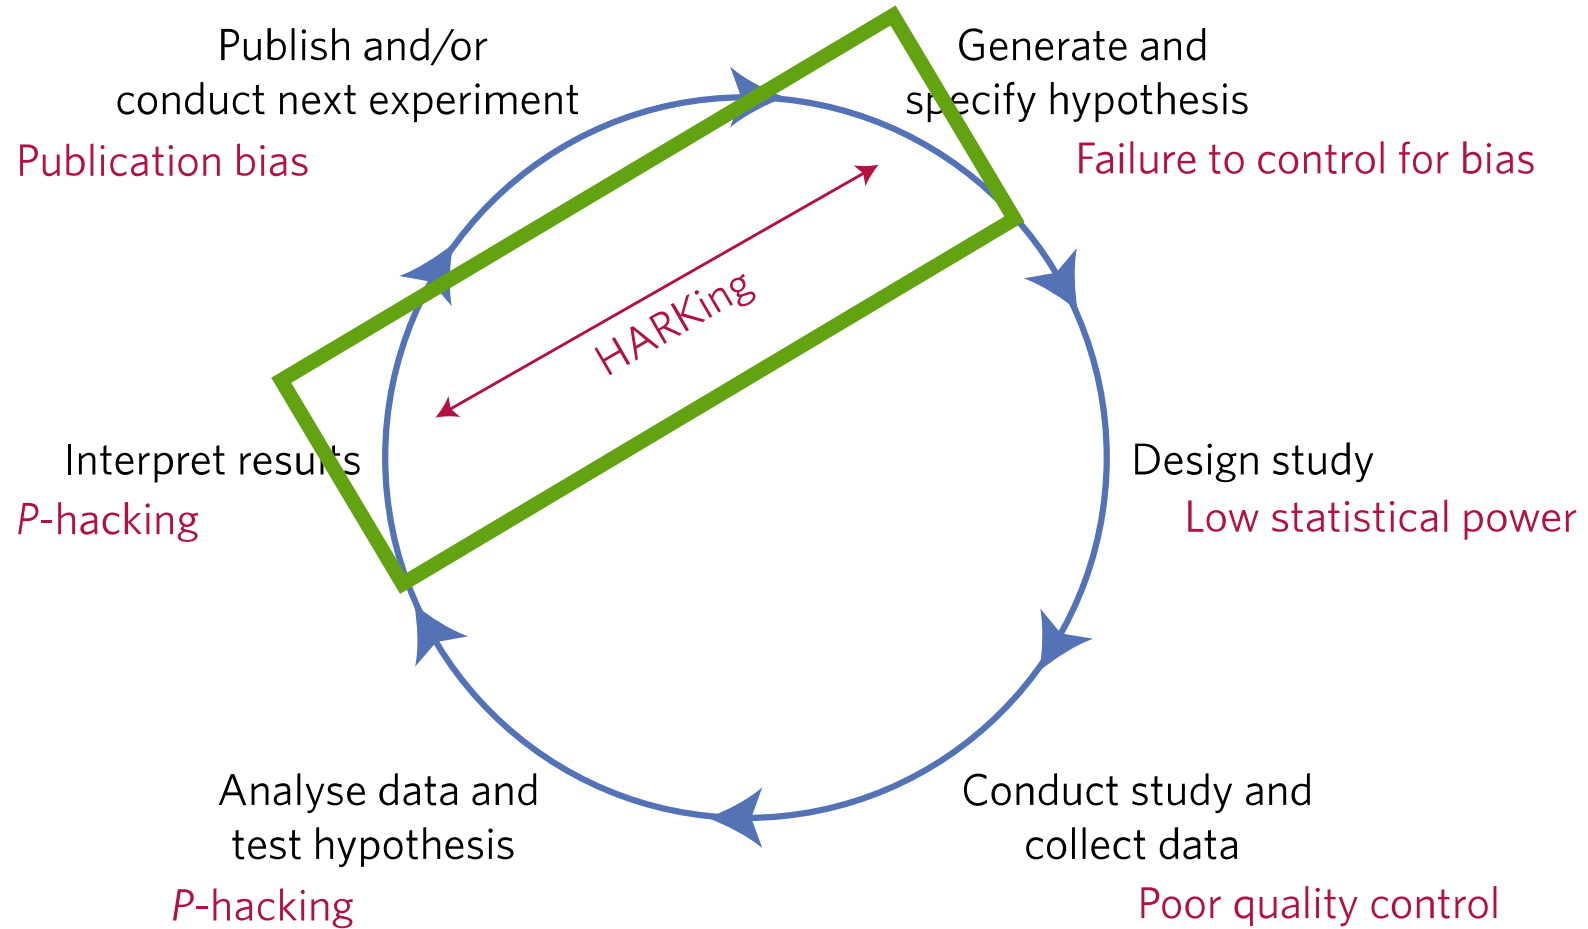 Publish and/or
conduct next experiment
Publication bias
Generate and
specify hypothesis
Failure to control for bias
HARKing
Interpret results
P-hacking
Design study
Low statistical power
Analyse data and
test hypothesis
P-hacking
Conduct study and
collect data
Poor quality control